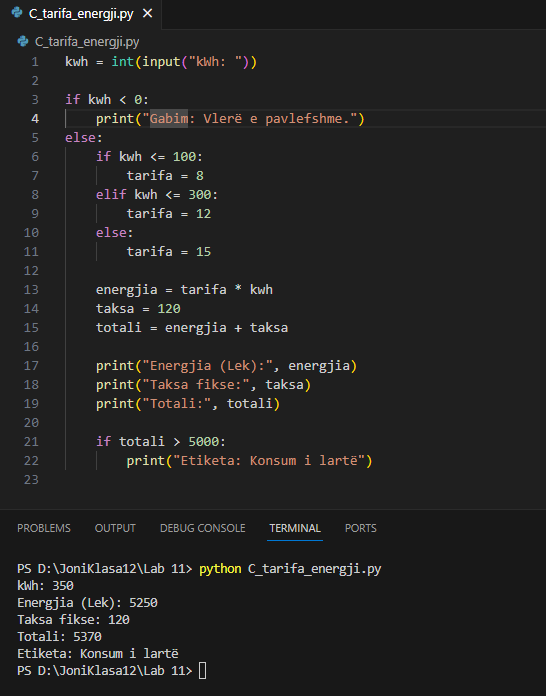 C_tarifa_energji.py ×
C_tarifa_energji.py
1 kwh = int(input("kWh: "))
2
3 if kwh < 0:
4     print("Gabim: Vlerë e pavlefshme.")
5 else:
6     if kwh <= 100:
7         tarifa = 8
8     elif kwh <= 300:
9         tarifa = 12
10     else:
11         tarifa = 15
12
13     energjia = tarifa * kwh
14     taksa = 120
15     totali = energjia + taksa
16
17     print("Energjia (Lek):", energjia)
18     print("Taksa fikse:", taksa)
19     print("Totali:", totali)
20
21     if totali > 5000:
22         print("Etiketa: Konsum i lartë")
23
PROBLEMS OUTPUT DEBUG CONSOLE TERMINAL PORTS
PS D:\JoniKlasa12\Lab 11> python C_tarifa_energji.py
kWh: 350
Energjia (Lek): 5250
Taksa fikse: 120
Totali: 5370
Etiketa: Konsum i lartë
PS D:\JoniKlasa12\Lab 11>